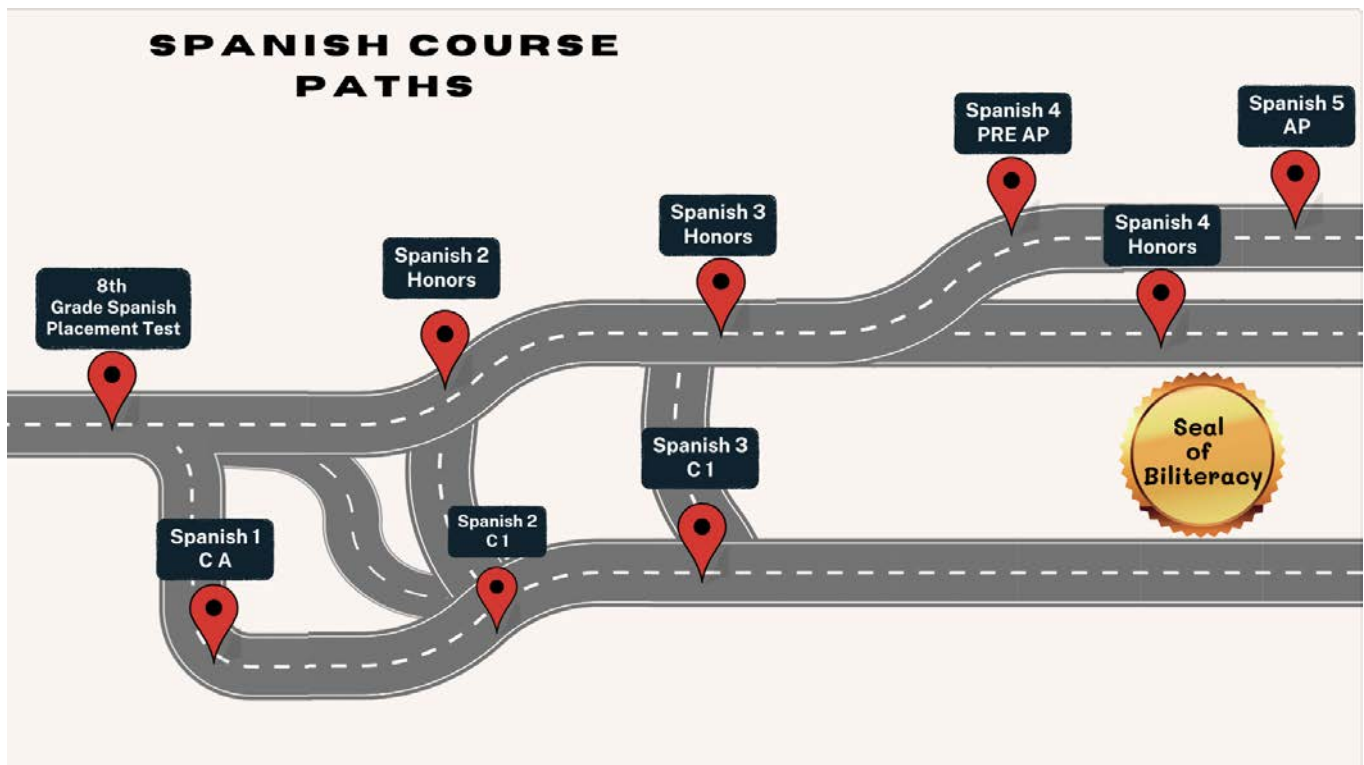 SPANISH COURSE
PATHS
8th
Grade Spanish
Placement Test
Spanish 1
C A
Spanish 2
Honors
Spanish 2
C 1
Spanish 3
Honors
Spanish 3
C 1
Spanish 4
PRE AP
Spanish 4
Honors
Spanish 5
AP
Seal
of
Biliteracy